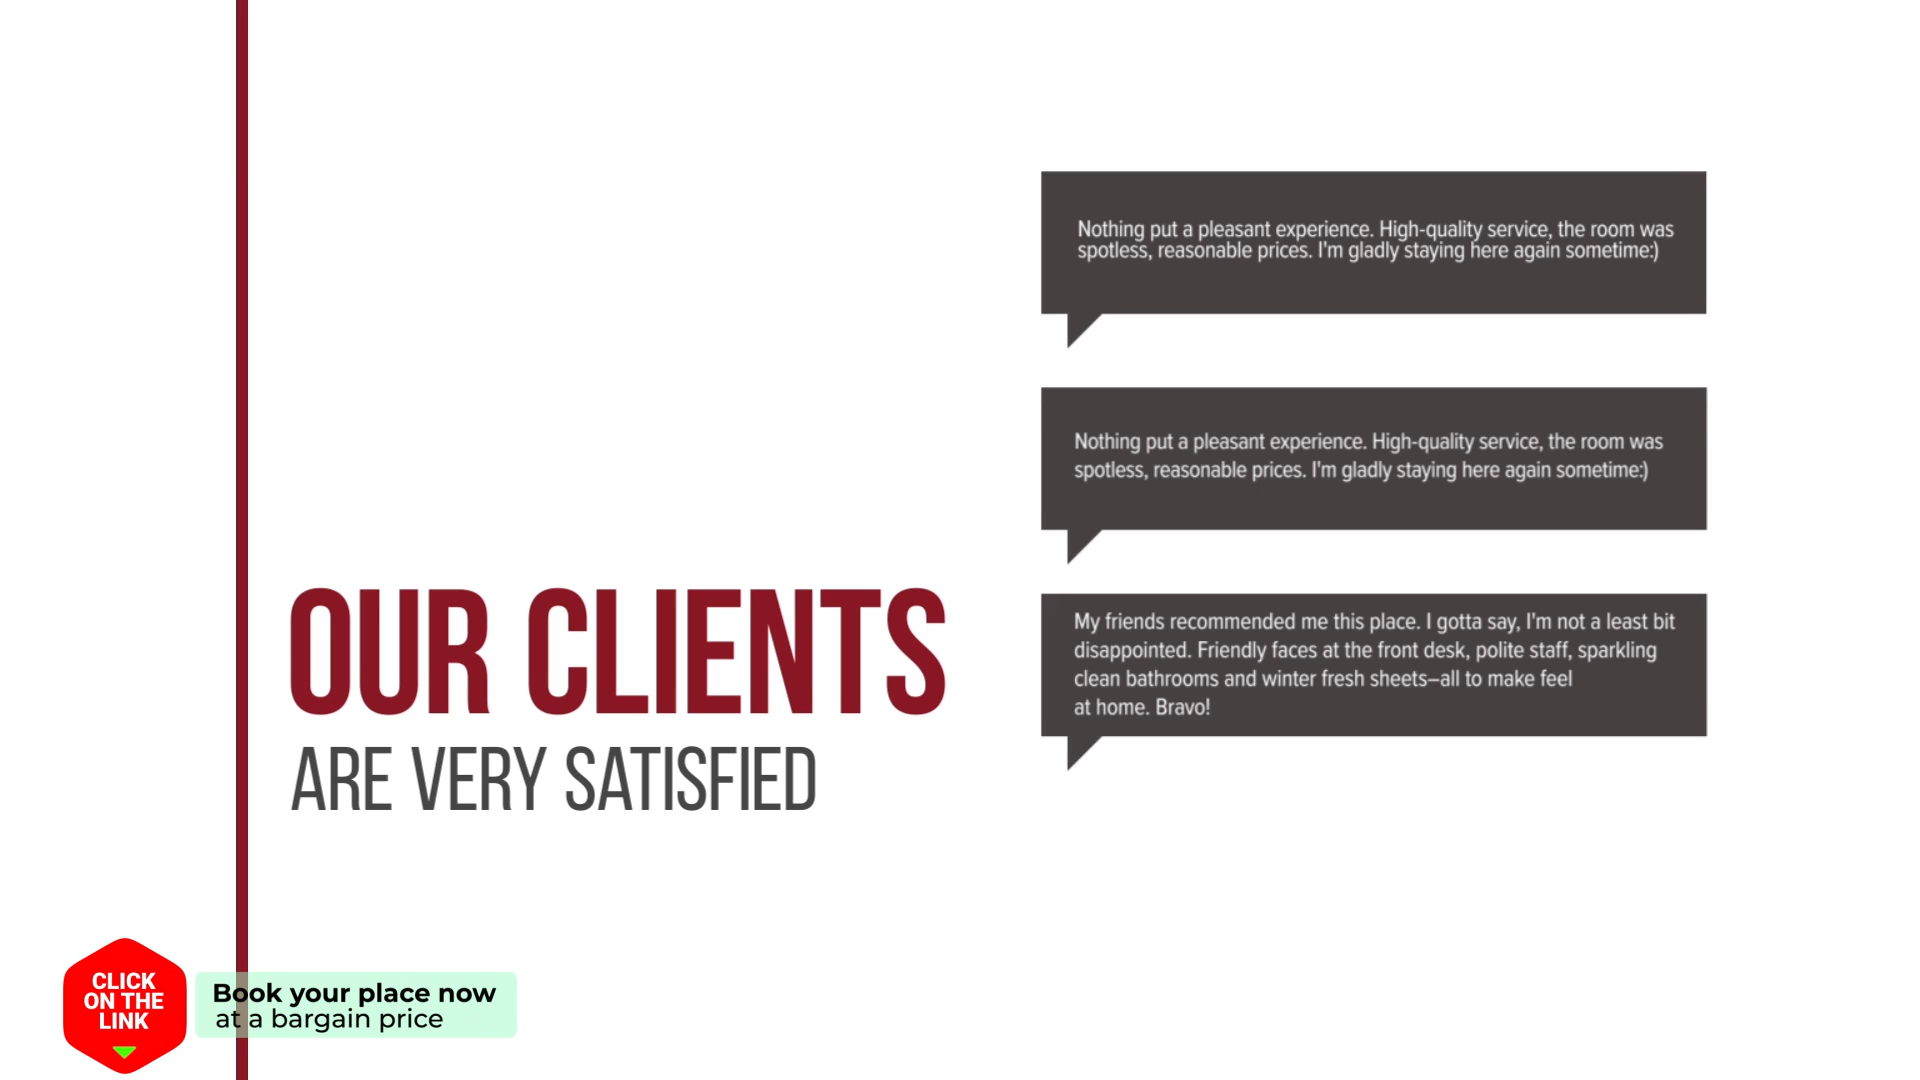 Nothing put a pleasant experience. High-quality service, the room was
spotless, reasonable prices. I'm gladly staying here again sometime:)
Nothing put a pleasant experience. High-quality service, the room was
spotless, reasonable prices. I'm gladly staying here again sometime:)
My friends recommended me this place. I gotta say, I'm not a least bit
disappointed. Friendly faces at the front desk, polite staff, sparkling
clean bathrooms and winter fresh sheets–all to make feel
at home. Bravo!
OUR CLIENTS
ARE VERY SATISFIED
CLICK
ON THE
LINK
Book your place now
at a bargain price